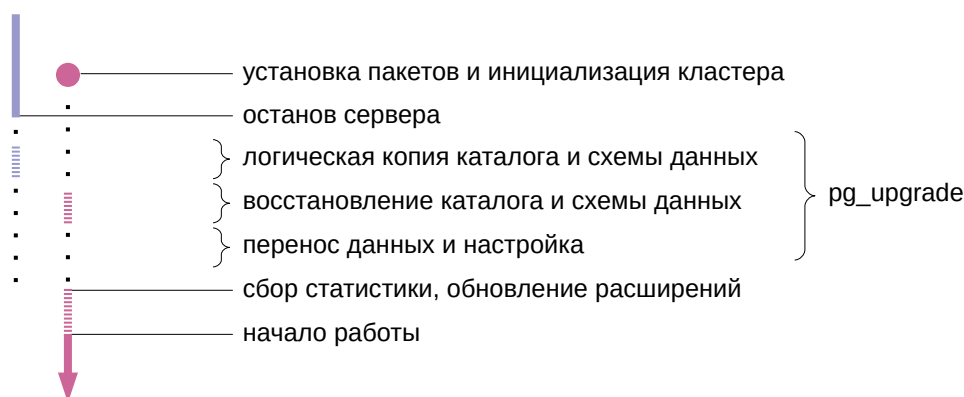 установка пакетов и инициализация кластера
останов сервера
логическая копия каталога и схемы данных
восстановление каталога и схемы данных
pg_upgrade
перенос данных и настройка
сбор статистики, обновление расширений
начало работы